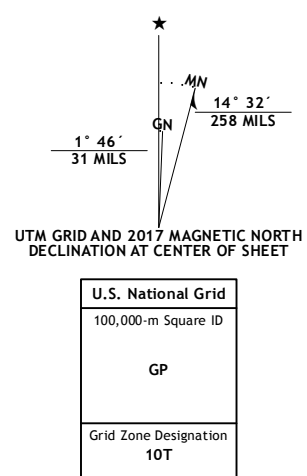 ★
MN
14° 32´
258 MILS
GN
1° 46´
31 MILS
UTM GRID AND 2017 MAGNETIC NORTH
DECLINATION AT CENTER OF SHEET
U.S. National Grid
100,000-m Square ID
GP
Grid Zone Designation
10T